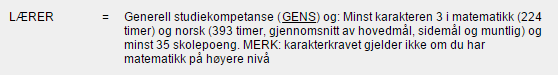 LÆRER = Generell studiekompetanse (GENS) og: Minst karakteren 3 i matematikk (224
timer) og norsk (393 timer, gjennomsnitt av hovedmål, sidemål og muntlig) og
minst 35 skolepoeng. MERK: karakterkravet gjelder ikke om du har
matematikk på høyere nivå